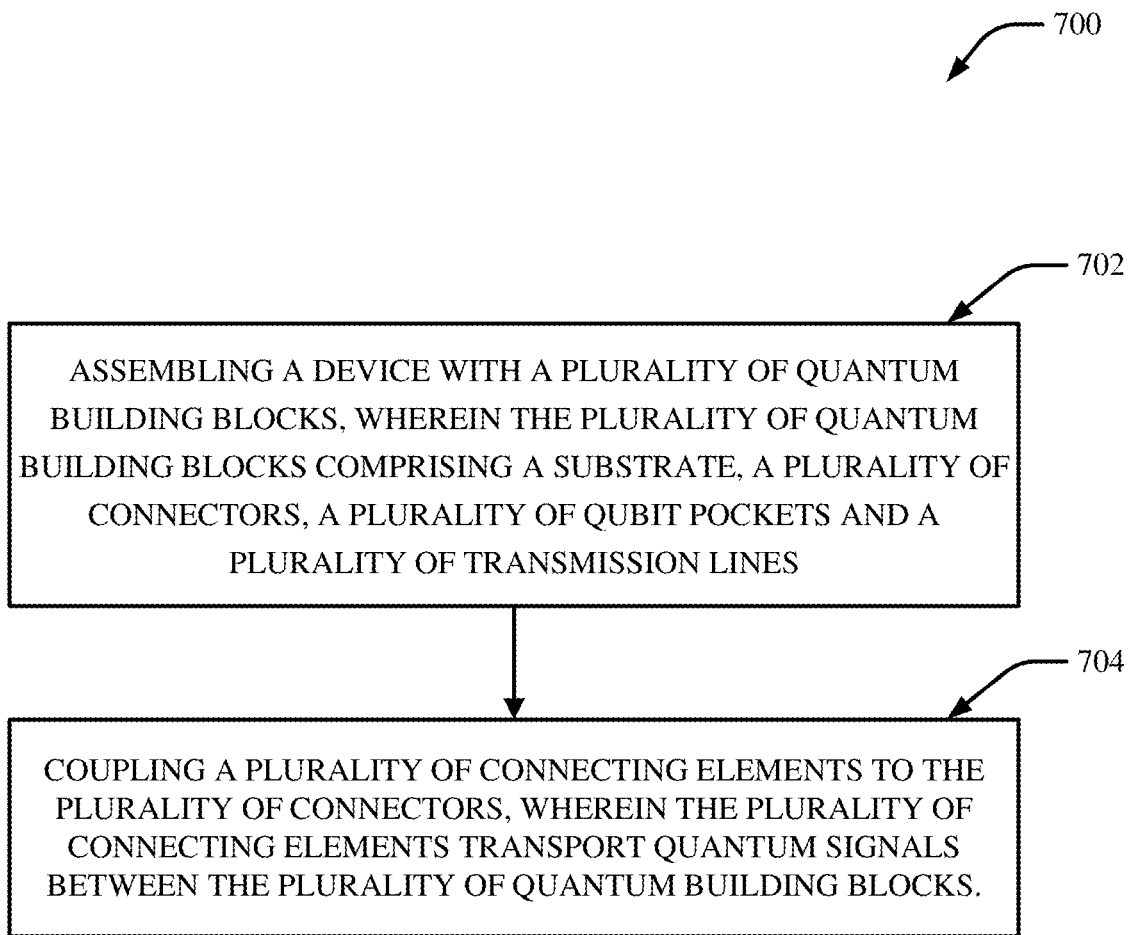 700
702
ASSEMBLING A DEVICE WITH A PLURALITY OF QUANTUM
BUILDING BLOCKS, WHEREIN THE PLURALITY OF QUANTUM
BUILDING BLOCKS COMPRISING A SUBSTRATE, A PLURALITY OF
CONNECTORS, A PLURALITY OF QUBIT POCKETS AND A
PLURALITY OF TRANSMISSION LINES
704
COUPLING A PLURALITY OF CONNECTING ELEMENTS TO THE
PLURALITY OF CONNECTORS, WHEREIN THE PLURALITY OF
CONNECTING ELEMENTS TRANSPORT QUANTUM SIGNALS
BETWEEN THE PLURALITY OF QUANTUM BUILDING BLOCKS.